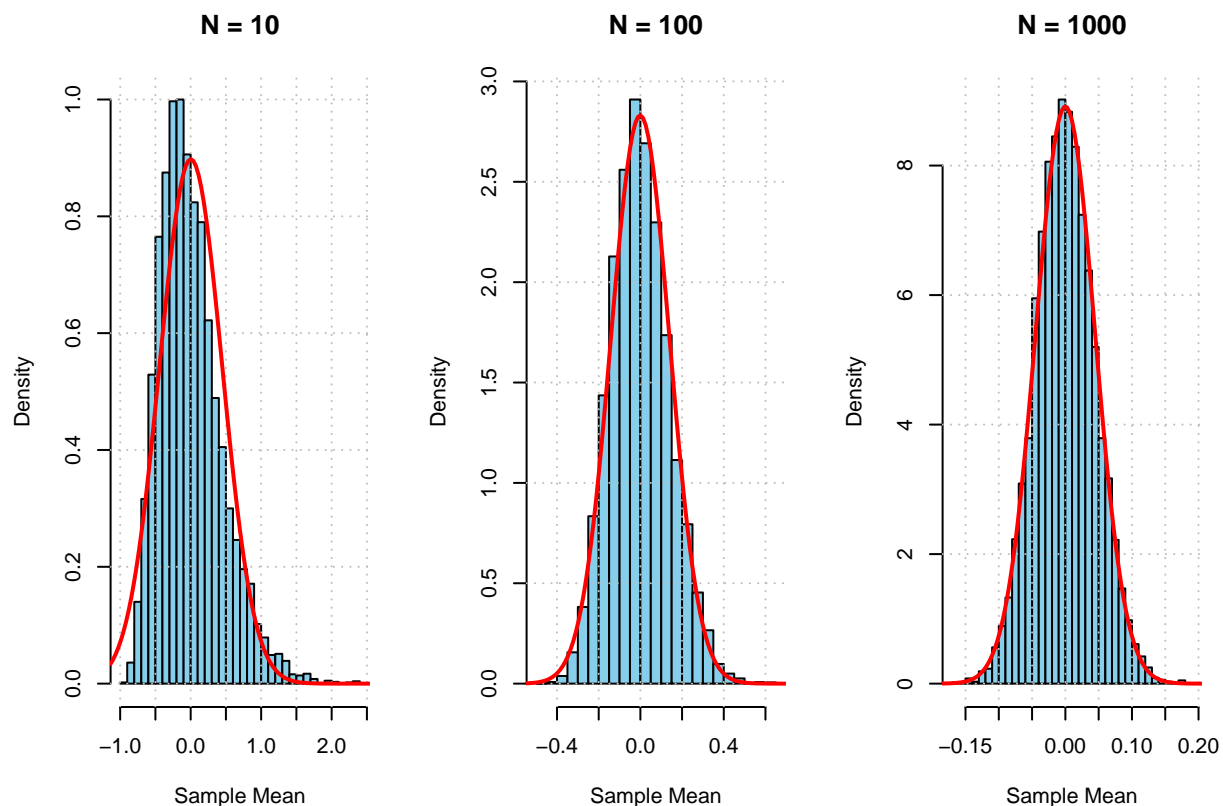 N = 10
Density
0.0 0.2 0.4 0.6 0.8 1.0
−1.0 0.0 1.0 2.0
Sample Mean
N = 100
Density
0.0 0.5 1.0 1.5 2.0 2.5 3.0
−0.4 0.0 0.4
Sample Mean
N = 1000
Density
0 2 4 6 8
−0.15 0.00 0.10 0.20
Sample Mean